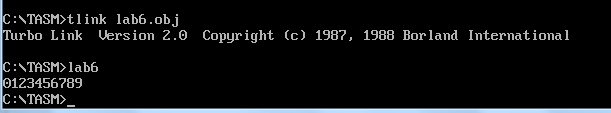 C:\TASM>tlink lab6.obj
Turbo Link  Version 2.0  Copyright (c) 1987, 1988 Borland International
C:\TASM>lab6
0123456789
C:\TASM>_